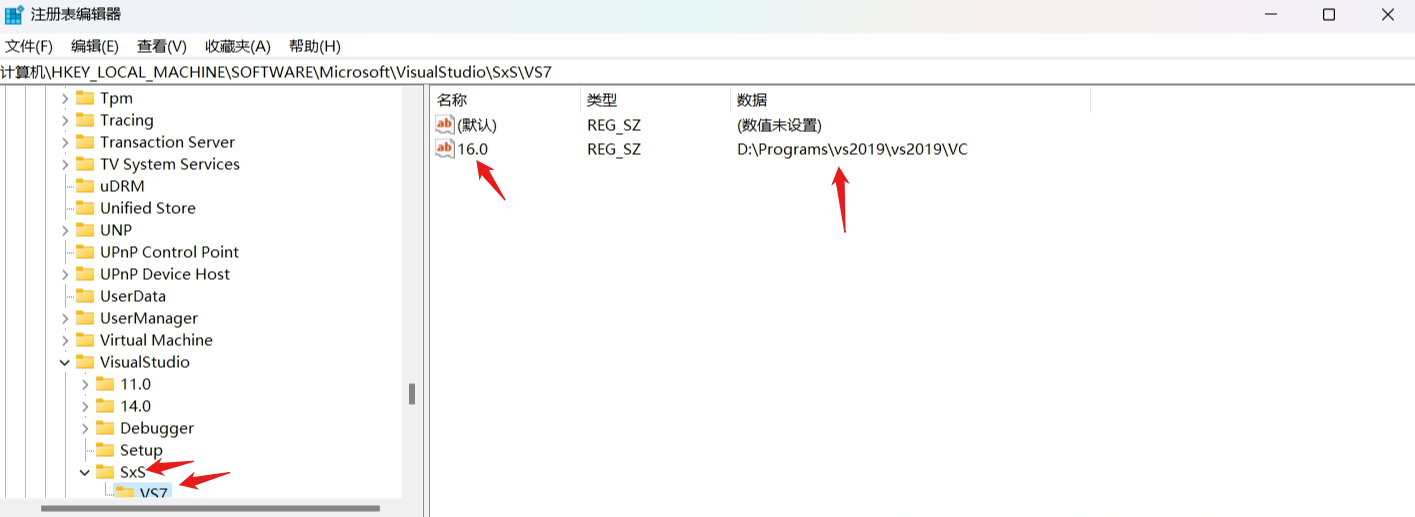 注册表编辑器
文件(F) 编辑(E) 查看(V) 收藏夹(A) 帮助(H)
计算机\HKEY_LOCAL_MACHINE\SOFTWARE\Microsoft\VisualStudio\SxS\VS7
Tpm
Tracing
Transaction Server
TV System Services
uDRM
Unified Store
UNP
UPnP Control Point
UPnP Device Host
UserData
UserManager
Virtual Machine
VisualStudio
11.0
14.0
Debugger
Setup
SxS
VS7
名称 类型 数据
ab (默认) REG_SZ (数值未设置)
ab 16.0 REG_SZ D:\Programs\vs2019\vs2019\VC